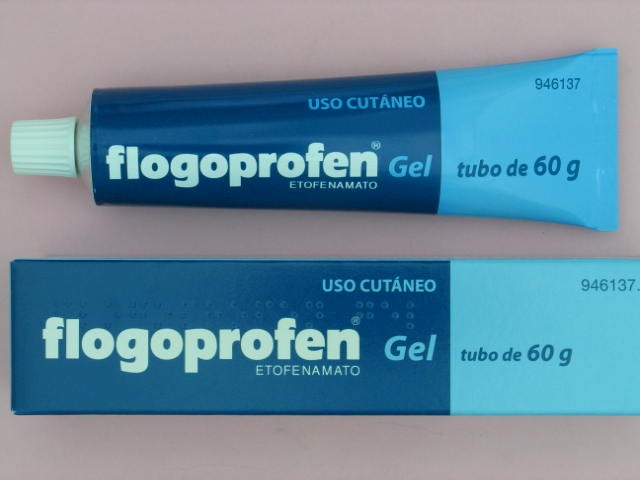 946137
USO CUTÁNEO
flogoprofen® Gel tubo de 60 g
ETOFENAMATO
USO CUTÁNEO 946137.
flogoprofen® Gel tubo de 60 g
ETOFENAMATO